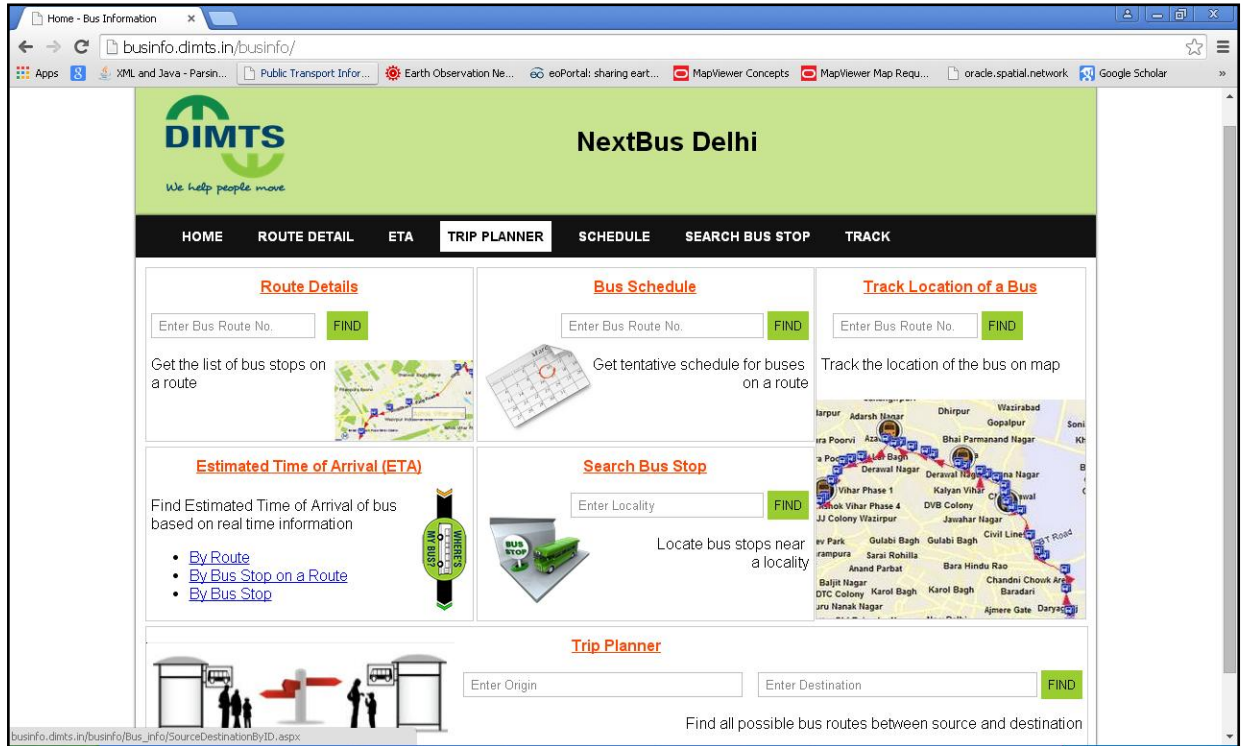 Home - Bus Information
businfo.dimts.in/businfo/
Apps
XML and Java - Parsin...
Public Transport Infor...
Earth Observation Ne...
eoPortal: sharing eart...
MapViewer Concepts
MapViewer Map Requ...
oracle.spatial.network
Google Scholar
»
DIMTS
We help people move
NextBus Delhi
HOME ROUTE DETAIL ETA TRIP PLANNER SCHEDULE SEARCH BUS STOP TRACK
Route Details
Enter Bus Route No. FIND
Get the list of bus stops on
a route
Bus Schedule
Enter Bus Route No. FIND
Get tentative schedule for buses
on a route
Track Location of a Bus
Enter Bus Route No. FIND
Track the location of the bus on map
Adarsh Nagar
Dhirpur
Wazirabad
Gopalpur
Bhai Parmanand Nagar
Derawal Nagar
Vihar Phase 1
Kalyan Vihar
Vihar Phase 4
DVB Colony
JJ Colony Wazirpur
Jawahar Nagar
Gulabi Bagh
Gulabi Bagh
Civil Line
Road
Sarai Rohilla
Bara Hindu Rao
Anand Parbat
Chandni Chowk
Baljit Nagar
DTC Colony
Karol Bagh
Karol Bagh
Baradari
Nanak Nagar
Ajmere Gate
Estimated Time of Arrival (ETA)
Find Estimated Time of Arrival of bus
based on real time information
By Route
By Bus Stop on a Route
By Bus Stop
WHERE'S
MY BUS?
Search Bus Stop
Enter Locality FIND
BUS
STOP
Locate bus stops near
a locality
Trip Planner
Enter Origin Enter Destination FIND
Find all possible bus routes between source and destination
businfo.dimts.in/businfo/Bus_info/SourceDestinationByID.aspx